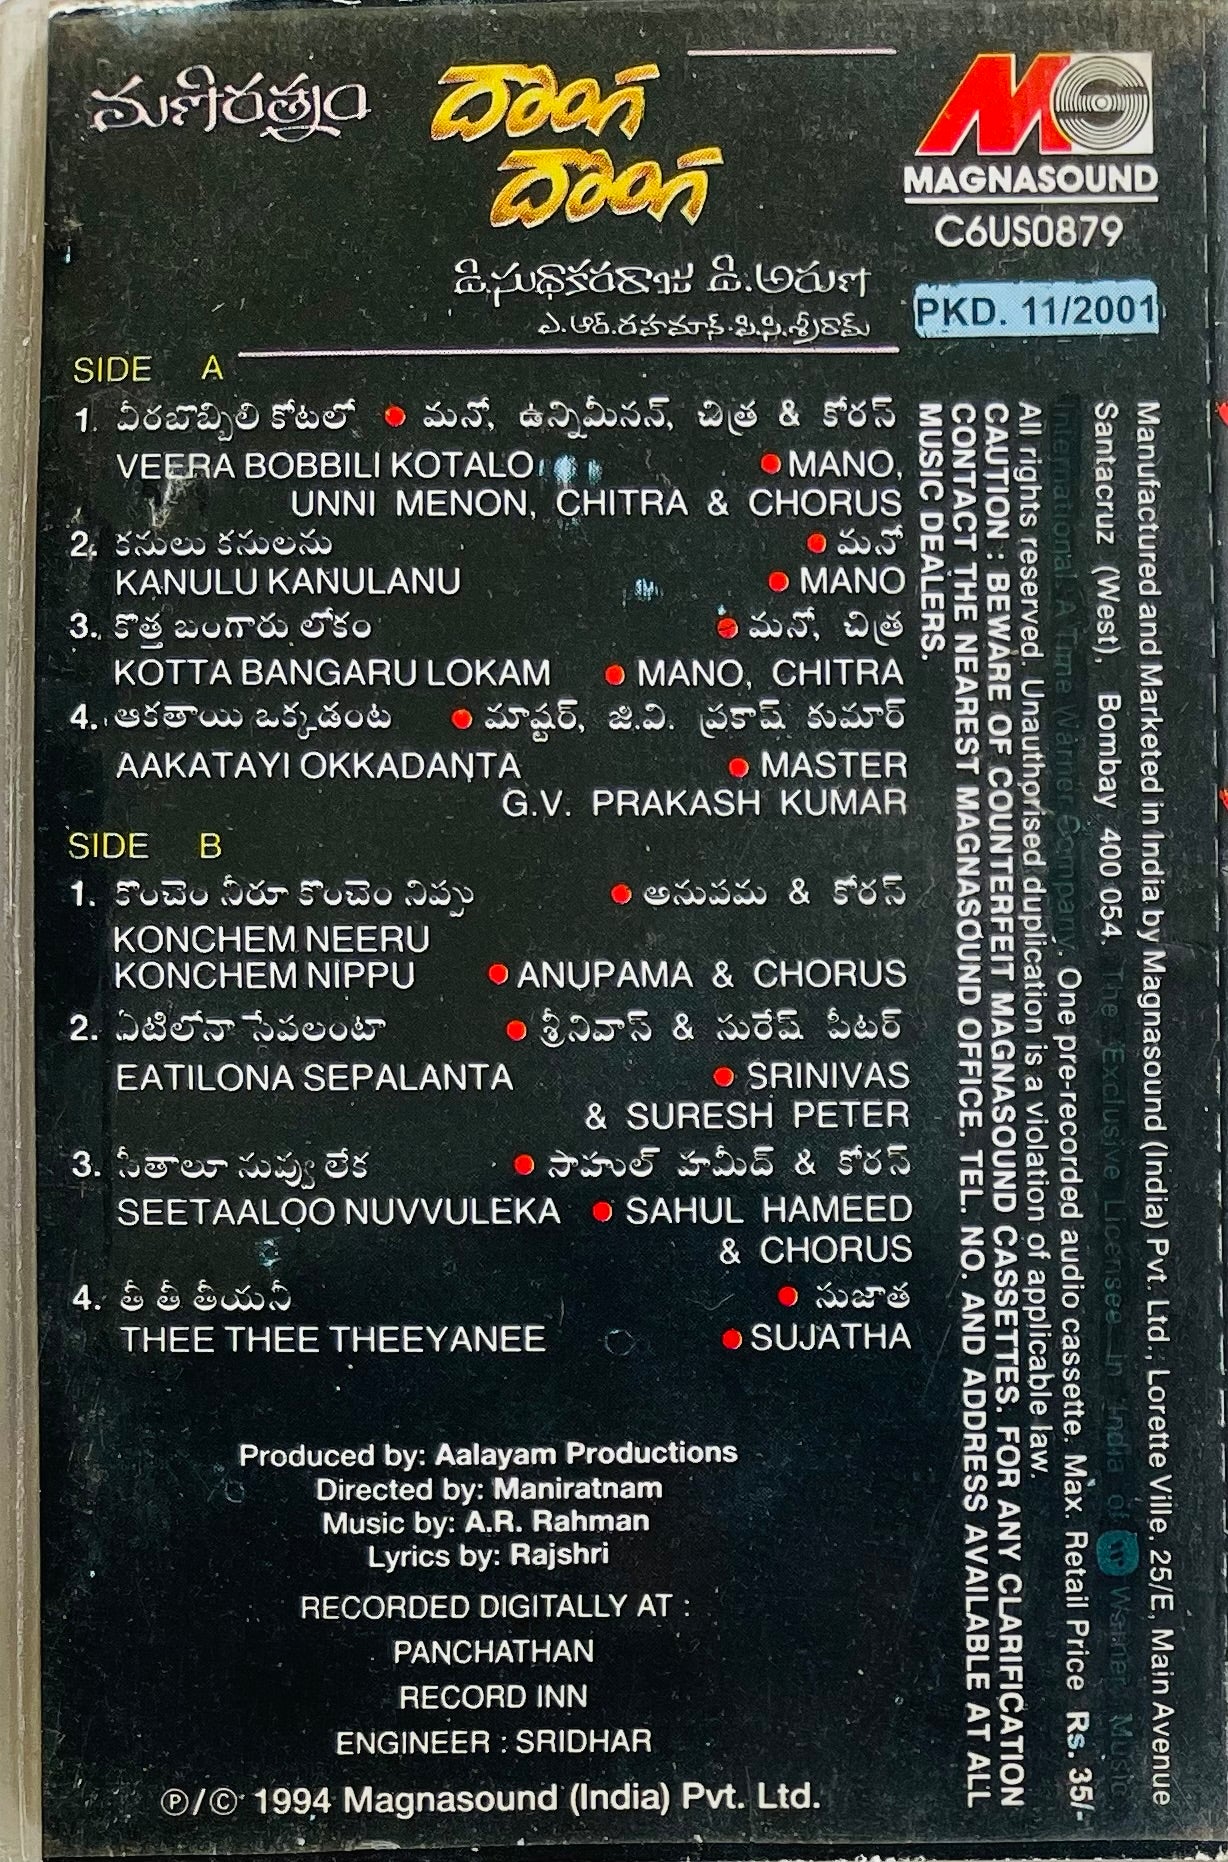 మణిరత్నం
దొంగ
దొంగ
డి.సుధాకరరాజు డి.అరుణ
ఎ.ఆర్.రహమాన్.పి.సి.శ్రీరామ్
MAGNASOUND
C6US0879
PKD. 11/2001
SIDE A
1. వీరబొబ్బిలి కోటలో • మనో, ఉన్నిమీనన్, చిత్ర & కోరస్
VEERA BOBBILI KOTALO • MANO,
UNNI MENON, CHITRA & CHORUS
2. కనులు కనులను • మనో
KANULU KANULANU • MANO
3. కొత్త బంగారు లోకం • మనో, చిత్ర
KOTTA BANGARU LOKAM • MANO, CHITRA
4. ఆకతాయి ఒక్కడంట • మాష్టర్, జి.వి. ప్రకాష్ కుమార్
AAKATAYI OKKADANTA • MASTER
G.V. PRAKASH KUMAR
SIDE B
1. కొంచెం నీరూ కొంచెం నిప్పు • అనుపమ & కోరస్
KONCHEM NEERU
KONCHEM NIPPU • ANUPAMA & CHORUS
2. ఏటిలోనా సేపలంటా • శ్రీనివాస్ & సురేష్ పీటర్
EATILONA SEPALANTA • SRINIVAS
& SURESH PETER
3. సీతాలూ నువ్వు లేక • సాహుల్ హమీద్ & కోరస్
SEETAALOO NUVVULEKA • SAHUL HAMEED
& CHORUS
4. తీ తీ తీయనీ • సుజాత
THEE THEE THEEYANEE • SUJATHA
Produced by: Aalayam Productions
Directed by: Maniratnam
Music by: A.R. Rahman
Lyrics by: Rajshri
RECORDED DIGITALLY AT :
PANCHATHAN
RECORD INN
ENGINEER : SRIDHAR
Ⓟ/© 1994 Magnasound (India) Pvt. Ltd.
Manufactured and Marketed in India by Magnasound (India) Pvt. Ltd., Lorette Ville, 25/E, Main Avenue
Santacruz (West), Bombay 400 054. The Exclusive Licensee in India of Warner Music
International. A Time Warner Company. One pre-recorded audio cassette. Max. Retail Price Rs. 35/-
All rights reserved. Unauthorised duplication is a violation of applicable law.
CAUTION : BEWARE OF COUNTERFEIT MAGNASOUND CASSETTES. FOR ANY CLARIFICATION
CONTACT THE NEAREST MAGNASOUND OFFICE. TEL. NO. AND ADDRESS AVAILABLE AT ALL
MUSIC DEALERS.